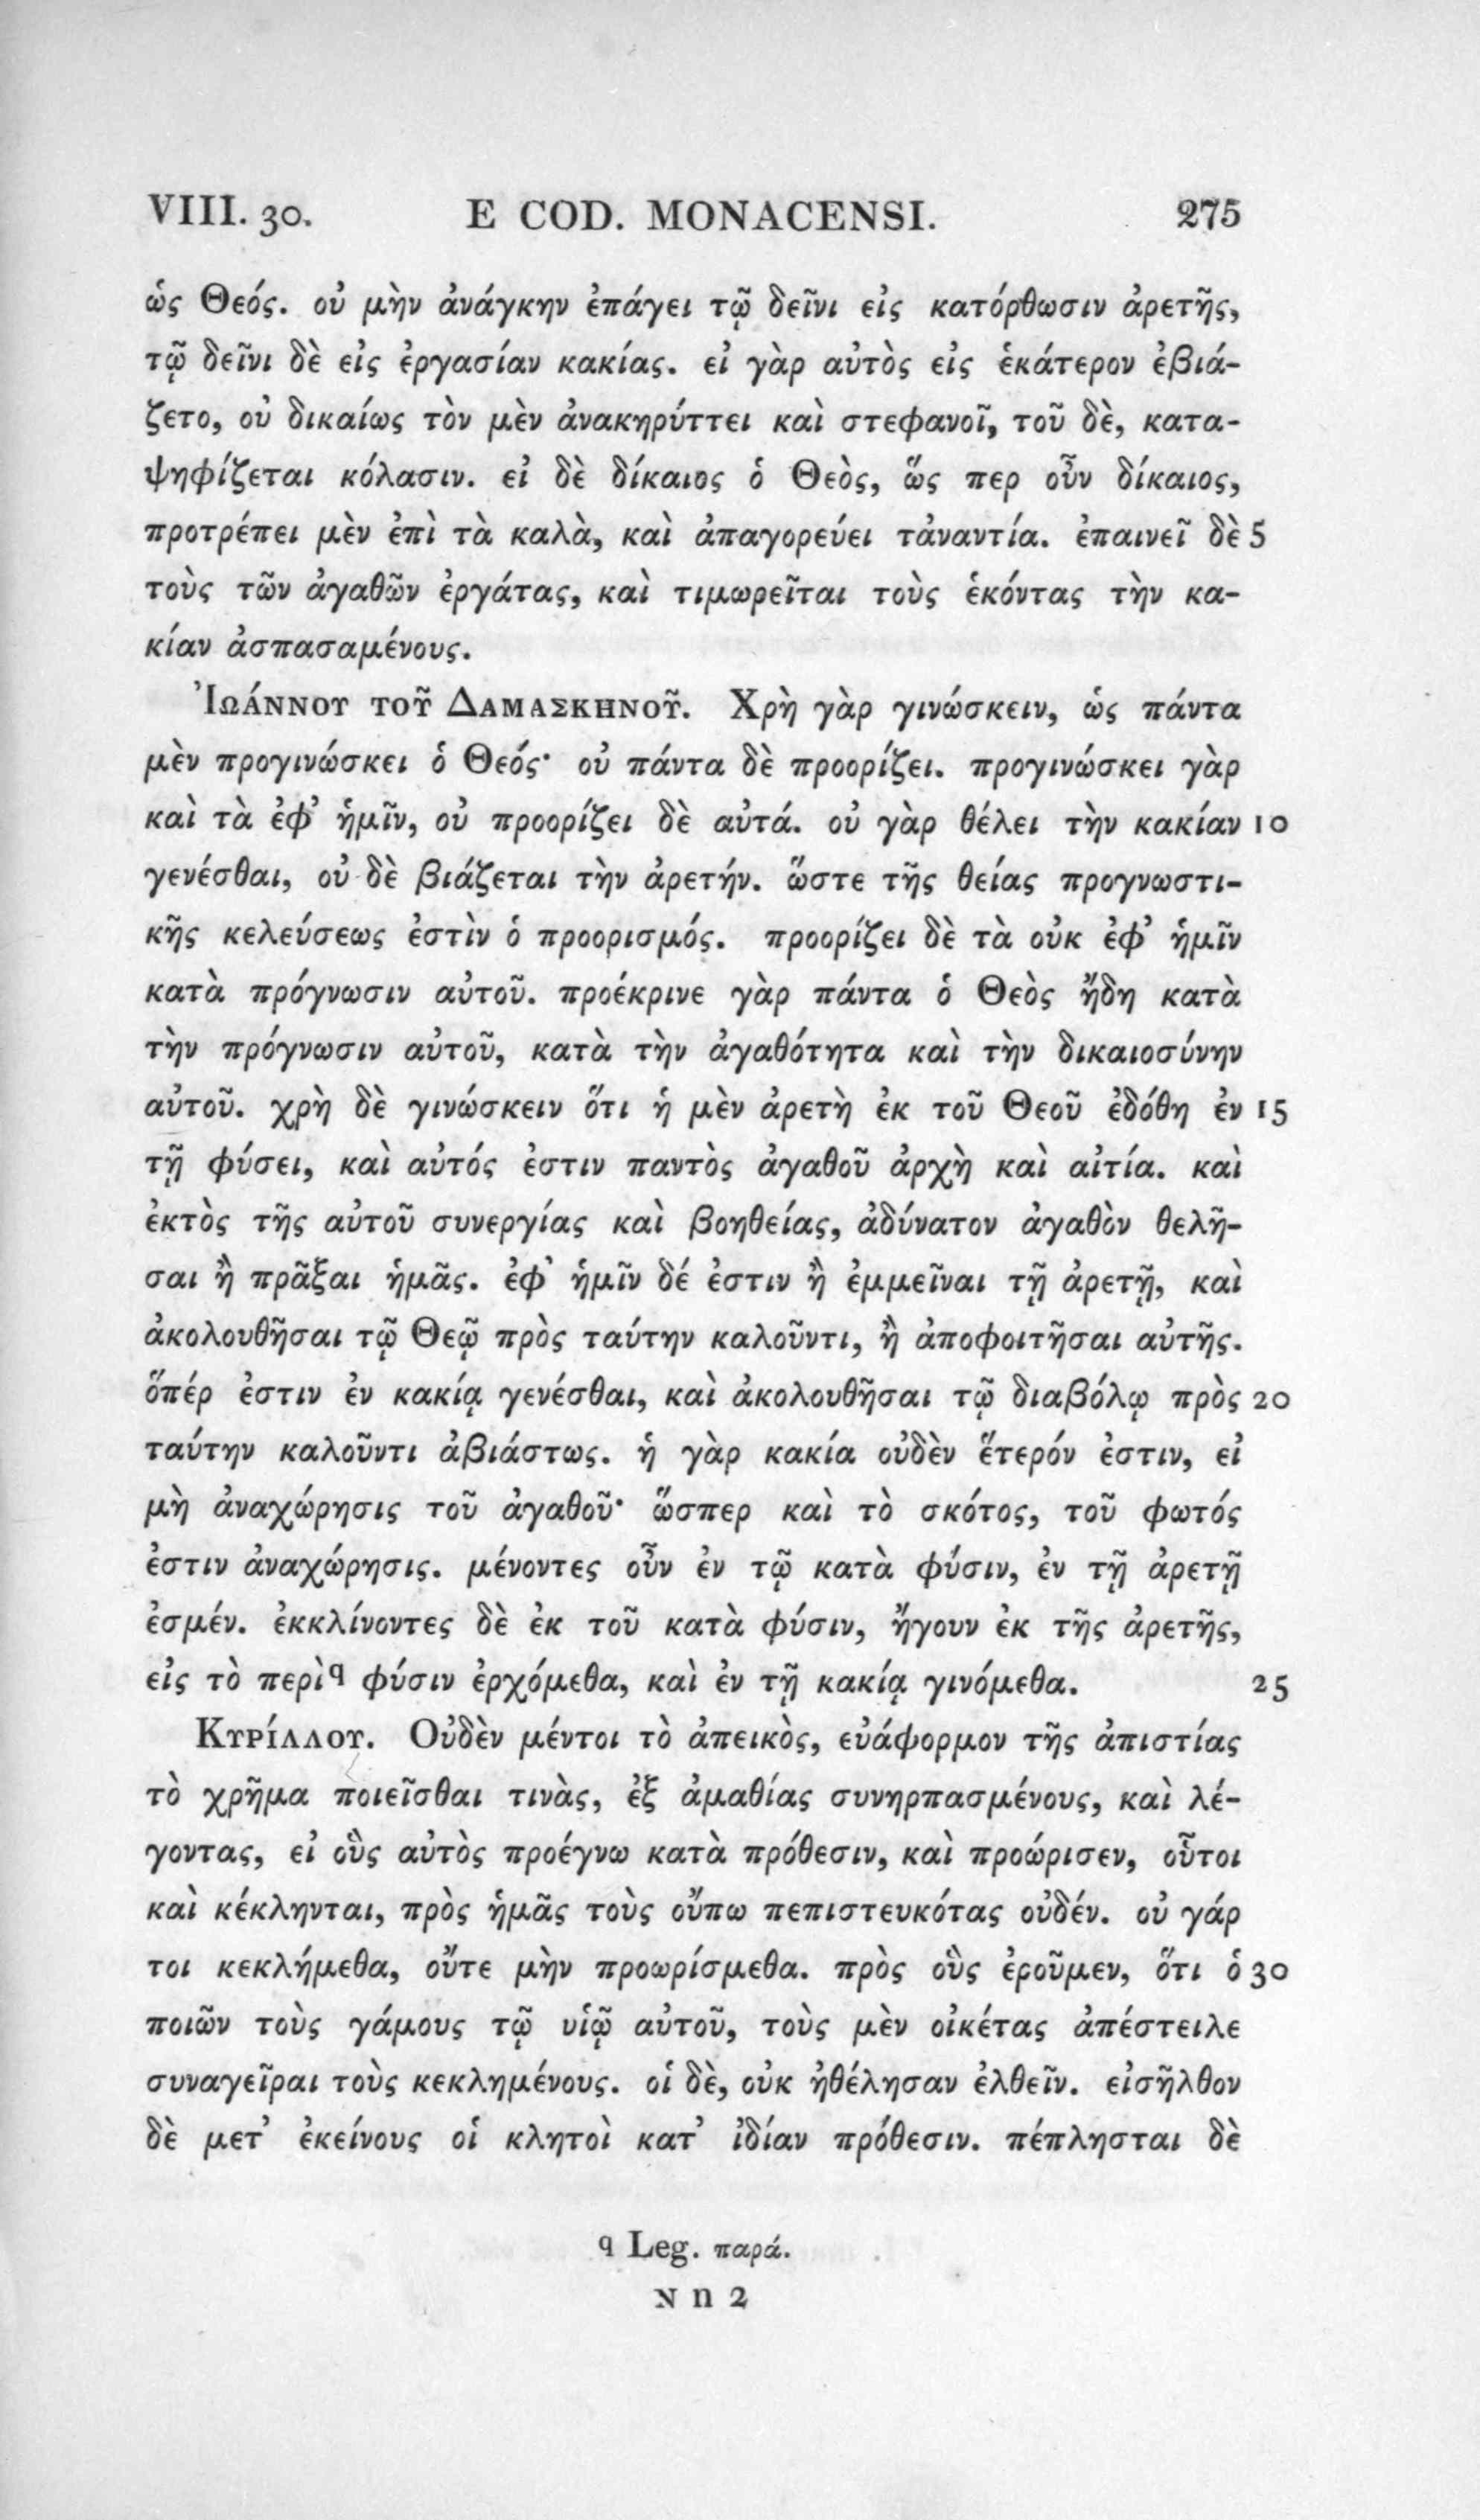 VIII. 30. E COD. MONACENSI. 275
ὡς Θεός. οὐ μὴν ἀνάγκην ἐπάγει τῷ δεῖνι εἰς κατόρθωσιν ἀρετῆς,
τῷ δεῖνι δὲ εἰς ἐργασίαν κακίας. εἰ γὰρ αὐτὸς εἰς ἑκάτερον ἐβιά-
ζετο, οὐ δικαίως τὸν μὲν ἀνακηρύττει καὶ στεφανοῖ, τοῦ δὲ, κατα-
ψηφίζεται κόλασιν. εἰ δὲ δίκαιος ὁ Θεὸς, ὥς περ οὖν δίκαιος,
προτρέπει μὲν ἐπὶ τὰ καλὰ, καὶ ἀπαγορεύει τἀναντία. ἐπαινεῖ δὲ 5
τοὺς τῶν ἀγαθῶν ἐργάτας, καὶ τιμωρεῖται τοὺς ἑκόντας τὴν κα-
κίαν ἀσπασαμένους.
Ἰωάννου τοῦ Δαμασκηνοῦ. Χρὴ γὰρ γινώσκειν, ὡς πάντα
μὲν προγινώσκει ὁ Θεός· οὐ πάντα δὲ προορίζει. προγινώσκει γὰρ
καὶ τὰ ἐφ’ ἡμῖν, οὐ προορίζει δὲ αὐτά. οὐ γὰρ θέλει τὴν κακίαν 10
γενέσθαι, οὐ δὲ βιάζεται τὴν ἀρετήν. ὥστε τῆς θείας προγνωστι-
κῆς κελεύσεως ἐστὶν ὁ προορισμός. προορίζει δὲ τὰ οὐκ ἐφ’ ἡμῖν
κατὰ πρόγνωσιν αὐτοῦ. προέκρινε γὰρ πάντα ὁ Θεὸς ἤδη κατὰ
τὴν πρόγνωσιν αὐτοῦ, κατὰ τὴν ἀγαθότητα καὶ τὴν δικαιοσύνην
αὐτοῦ. χρὴ δὲ γινώσκειν ὅτι ἡ μὲν ἀρετὴ ἐκ τοῦ Θεοῦ ἐδόθη ἐν 15
τῇ φύσει, καὶ αὐτός ἐστιν παντὸς ἀγαθοῦ ἀρχὴ καὶ αἰτία. καὶ
ἐκτὸς τῆς αὐτοῦ συνεργίας καὶ βοηθείας, ἀδύνατον ἀγαθὸν θελῆ-
σαι ἢ πρᾶξαι ἡμᾶς. ἐφ’ ἡμῖν δέ ἐστιν ἢ ἐμμεῖναι τῇ ἀρετῇ, καὶ
ἀκολουθῆσαι τῷ Θεῷ πρὸς ταύτην καλοῦντι, ἢ ἀποφοιτῆσαι αὐτῆς.
ὅπέρ ἐστιν ἐν κακίᾳ γενέσθαι, καὶ ἀκολουθῆσαι τῷ διαβόλῳ πρὸς 20
ταύτην καλοῦντι ἀβιάστως. ἡ γὰρ κακία οὐδὲν ἕτερόν ἐστιν, εἰ
μὴ ἀναχώρησις τοῦ ἀγαθοῦ· ὥσπερ καὶ τὸ σκότος, τοῦ φωτός
ἐστιν ἀναχώρησις. μένοντες οὖν ἐν τῷ κατὰ φύσιν, ἐν τῇ ἀρετῇ
ἐσμέν. ἐκκλίνοντες δὲ ἐκ τοῦ κατὰ φύσιν, ἤγουν ἐκ τῆς ἀρετῆς,
εἰς τὸ περὶ q φύσιν ἐρχόμεθα, καὶ ἐν τῇ κακίᾳ γινόμεθα. 25
Κυρίλλου. Οὐδὲν μέντοι τὸ ἀπεικὸς, εὐάφορμον τῆς ἀπιστίας
τὸ χρῆμα ποιεῖσθαι τινὰς, ἐξ ἀμαθίας συνηρπασμένους, καὶ λέ-
γοντας, εἰ οὓς αὐτὸς προέγνω κατὰ πρόθεσιν, καὶ προώρισεν, οὗτοι
καὶ κέκληνται, πρὸς ἡμᾶς τοὺς οὔπω πεπιστευκότας οὐδέν. οὐ γάρ
τοι κεκλήμεθα, οὔτε μὴν προωρίσμεθα. πρὸς οὓς ἐροῦμεν, ὅτι ὁ 30
ποιῶν τοὺς γάμους τῷ υἱῷ αὐτοῦ, τοὺς μὲν οἰκέτας ἀπέστειλε
συναγεῖραι τοὺς κεκλημένους. οἱ δὲ, οὐκ ἠθέλησαν ἐλθεῖν. εἰσῆλθον
δὲ μετ’ ἐκείνους οἱ κλητοὶ κατ’ ἰδίαν πρόθεσιν. πέπλησται δὲ
q Leg. παρά.
N n 2